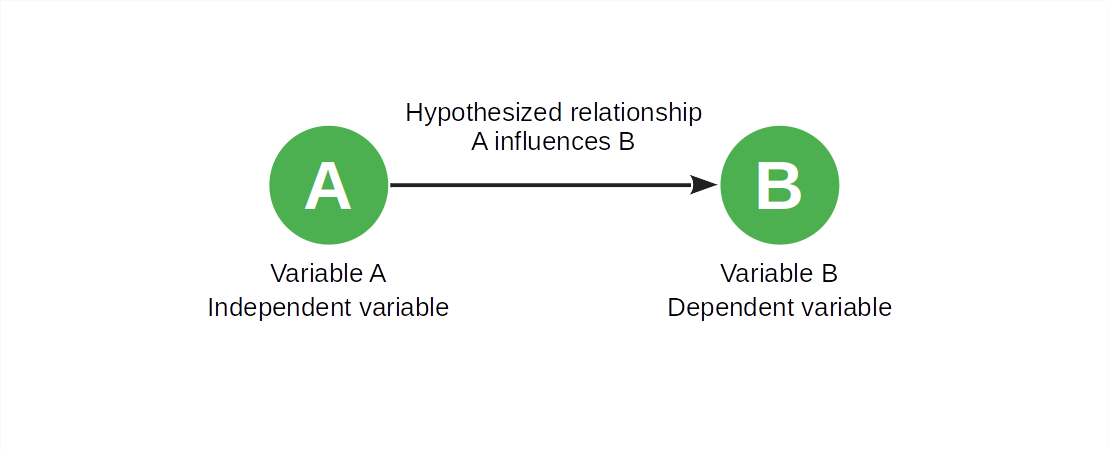 Hypothesized relationship
A influences B
A
B
Variable A
Independent variable
Variable B
Dependent variable